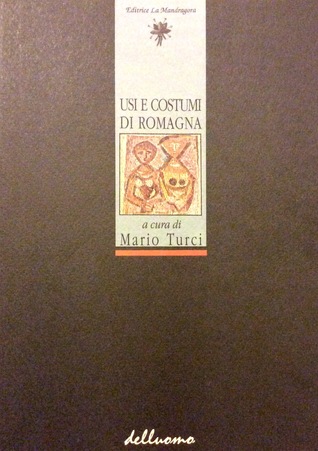 Editrice La Mandragora
USI E COSTUMI
DI ROMAGNA
a cura di
Mario Turci
delluomo